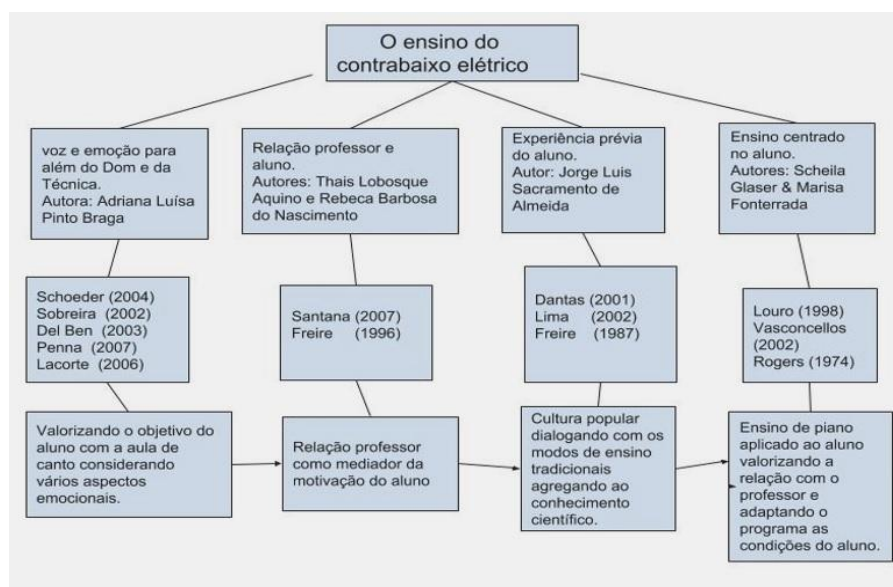 O ensino do
contrabaixo elétrico
voz e emoção para
além do Dom e da
Técnica.
Autora: Adriana Luísa
Pinto Braga
Relação professor e
aluno.
Autores: Thais Lobosque
Aquino e Rebeca Barbosa
do Nascimento
Experiência prévia
do aluno.
Autor: Jorge Luis
Sacramento de
Almeida
Ensino centrado
no aluno.
Autores: Scheila
Glaser & Marisa
Fonterrada
Schoeder (2004)
Sobreira (2002)
Del Ben (2003)
Penna (2007)
Lacorte (2006)
Santana (2007)
Freire (1996)
Dantas (2001)
Lima (2002)
Freire (1987)
Louro (1998)
Vasconcellos
(2002)
Rogers (1974)
Valorizando o objetivo do
aluno com a aula de
canto considerando
vários aspectos
emocionais.
Relação professor
como mediador da
motivação do aluno
Cultura popular
dialogando com os
modos de ensino
tradicionais
agregando ao
conhecimento
científico.
Ensino de piano
aplicado ao aluno
valorizando a
relação com o
professor e
adaptando o
programa as
condições do aluno.